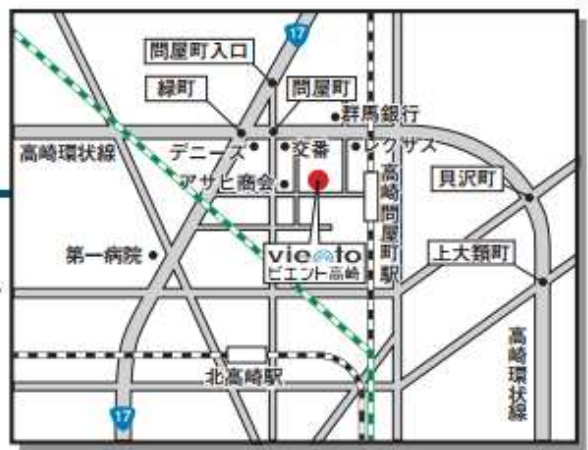 17
問屋町入口
緑町
問屋町
群馬銀行
高崎環状線
デニーズ
交番
レクサス
アサヒ商会
高崎問屋町駅
貝沢町
第一病院
viento
ビエント高崎
上大類町
北高崎駅
高崎環状線
17